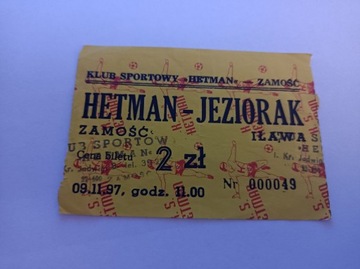 KLUB SPORTOWY "HETMAN" ZAMOŚĆ
HETMAN - JEZIORAK
ZAMOŚĆ IŁAWA
Cena biletu 2 zł
09.11.97, godz. 11.00 Nr 000049